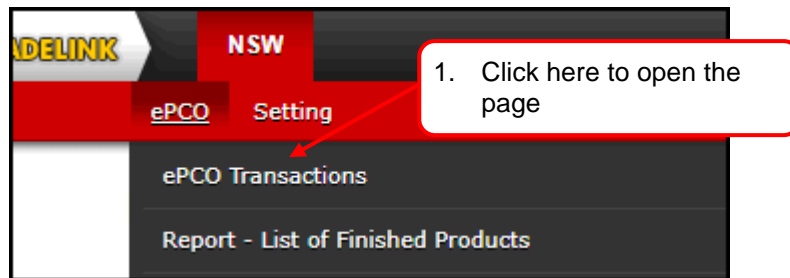 ADELINK
NSW
1. Click here to open the
page
ePCO Setting
ePCO Transactions
Report - List of Finished Products